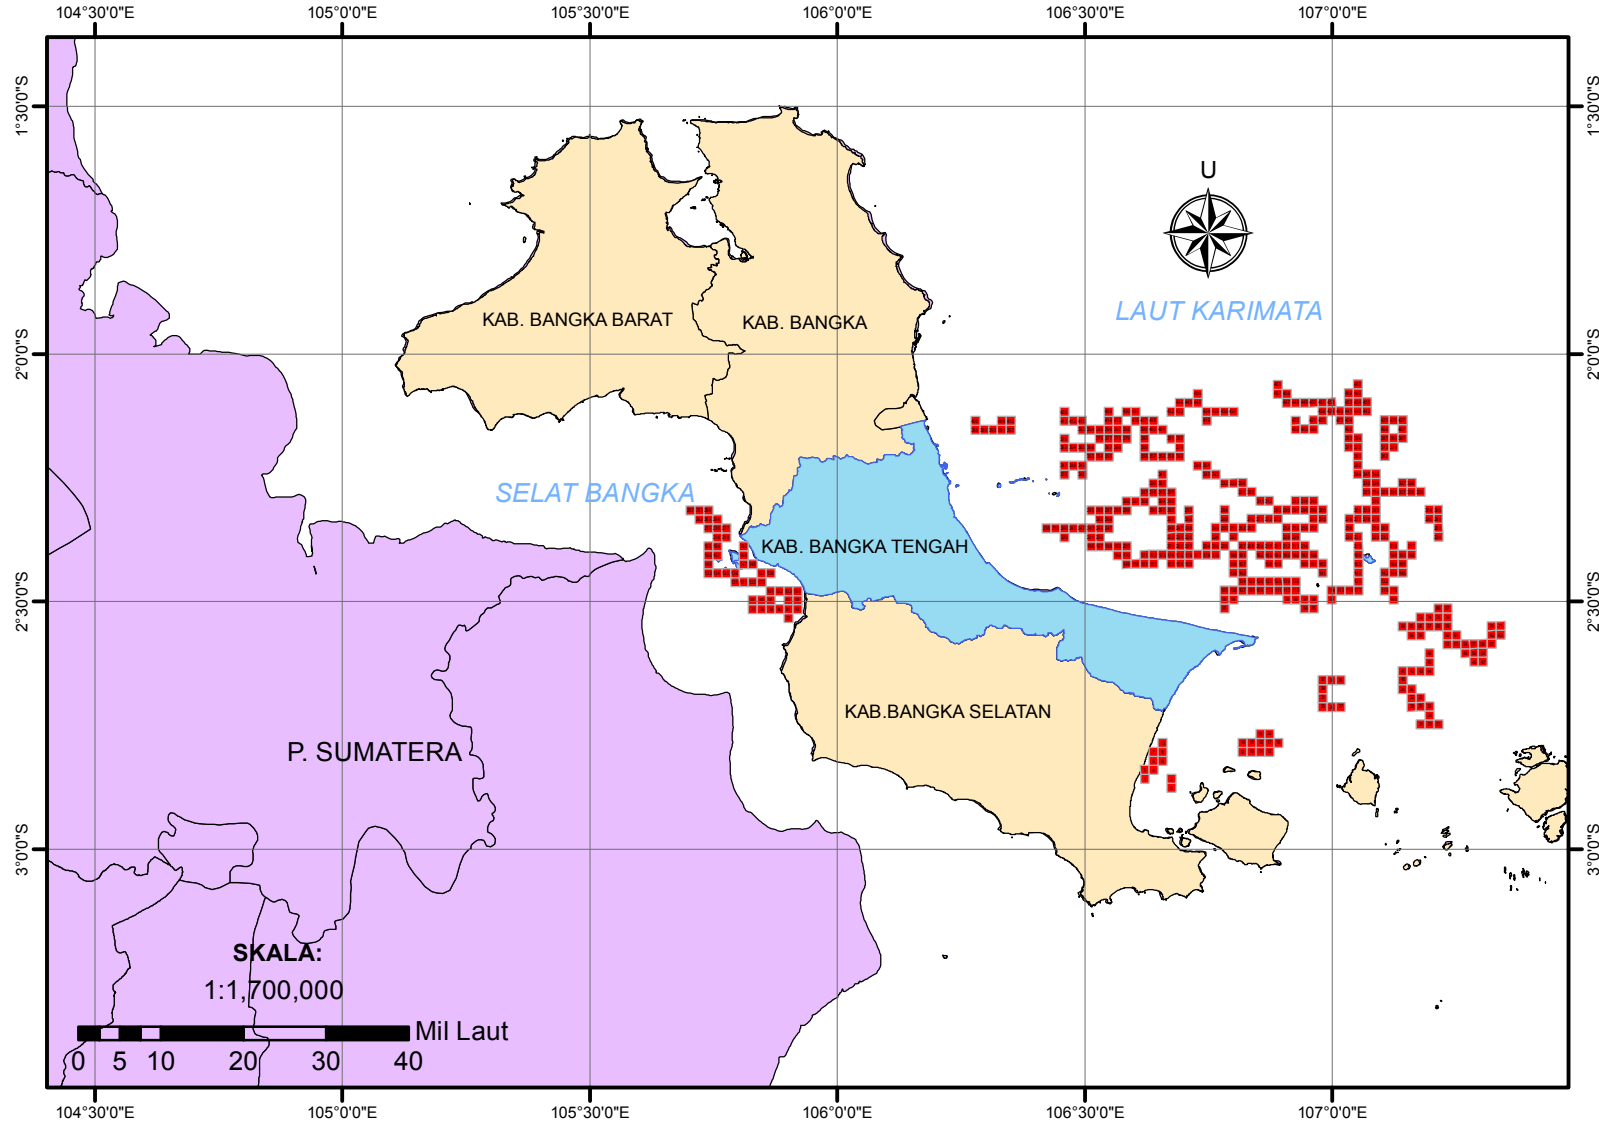 104°30'0"E 105°0'0"E 105°30'0"E 106°0'0"E 106°30'0"E 107°0'0"E
1°30'0"S 1°30'0"S
U
LAUT KARIMATA
KAB. BANGKA BARAT KAB. BANGKA
2°0'0"S 2°0'0"S
SELAT BANGKA
KAB. BANGKA TENGAH
2°30'0"S 2°30'0"S
KAB.BANGKA SELATAN
P. SUMATERA
3°0'0"S 3°0'0"S
SKALA:
1:1,700,000
Mil Laut
0 5 10 20 30 40
104°30'0"E 105°0'0"E 105°30'0"E 106°0'0"E 106°30'0"E 107°0'0"E